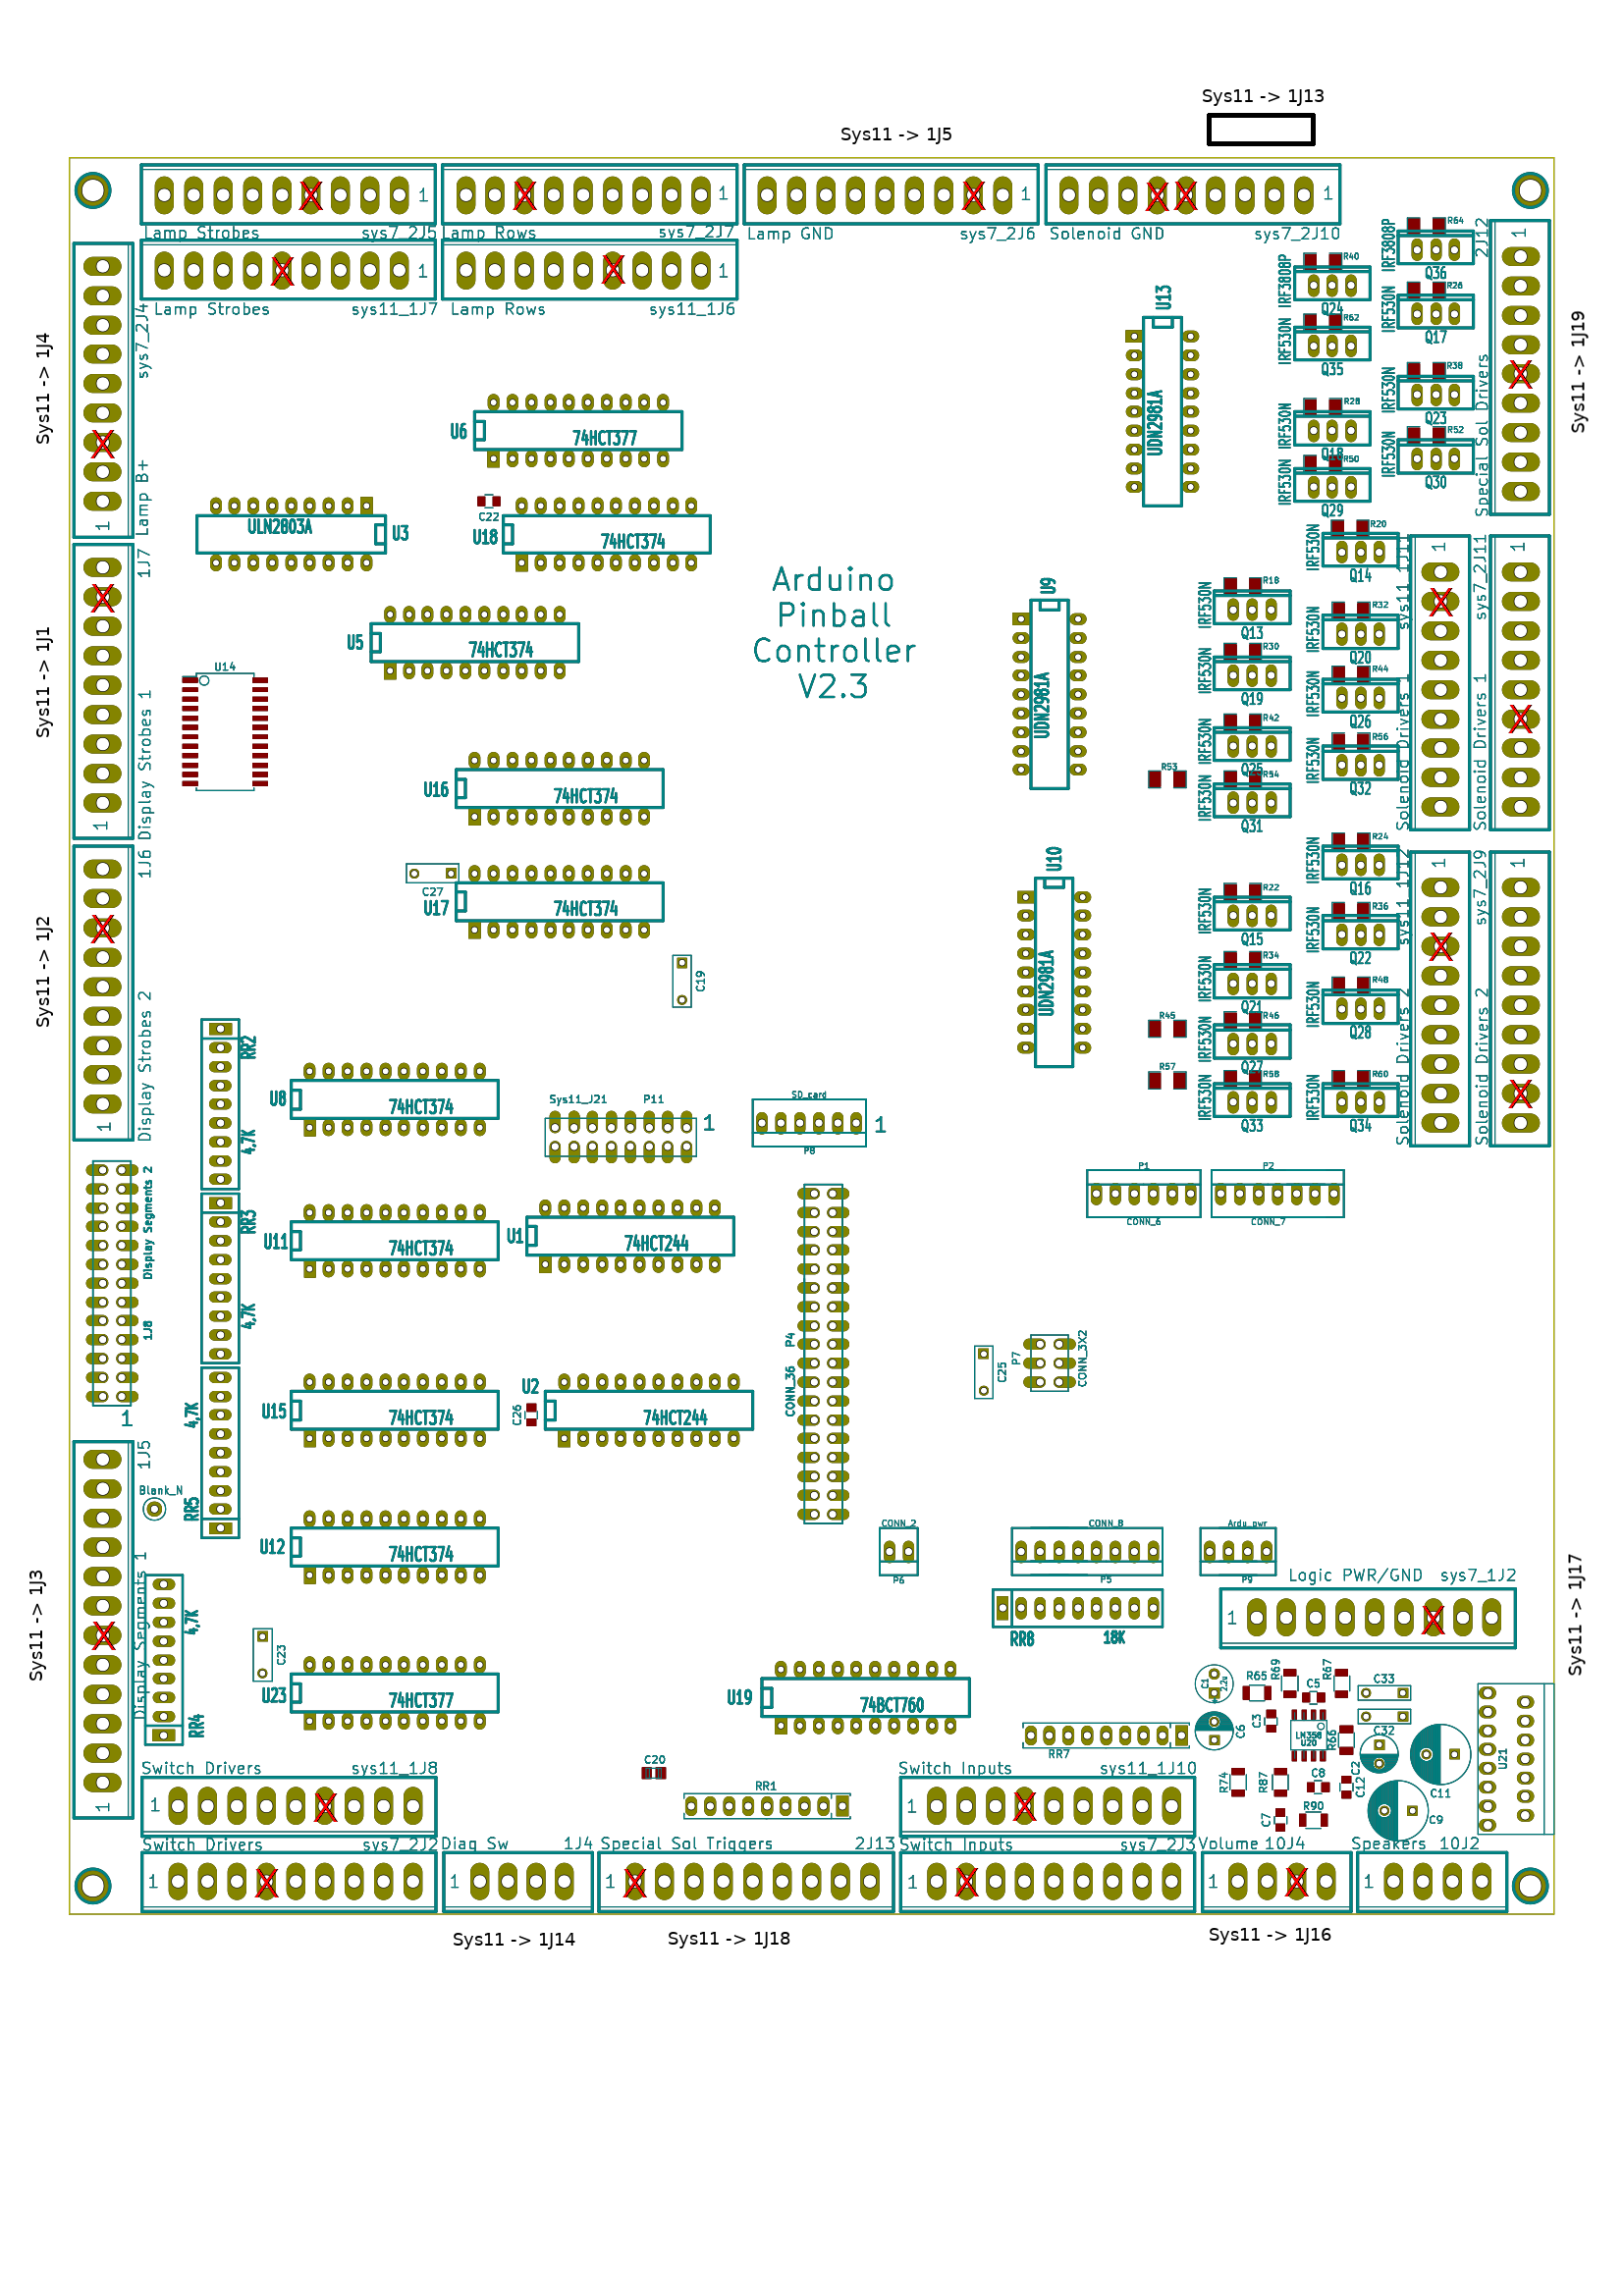 Sys11 -> 1J13
Sys11 -> 1J5
1
1
1
1
Lamp Strobes sys7_2J5
Lamp Rows sys7_2J7
Lamp GND sys7_2J6
Solenoid GND sys7_2J10
1
1
Lamp Strobes sys11_1J7
Lamp Rows sys11_1J6
Sys11 -> 1J4
sys7_2J4
Lamp B+
1
Sys11 -> 1J19
2J12
1
Special Sol Drivers
IRF3808P R64 Q36
IRF3808P R40 Q24
IRF530N R26 Q17
IRF530N R62 Q35
IRF530N R38 Q23
IRF530N R28 Q18
IRF530N R52 Q30
IRF530N R50 Q29
U13
UDN2981A
U6
74HCT377
C22
U18
74HCT374
ULN2803A
U3
U5
74HCT374
Arduino
Pinball
Controller
V2.3
U9
UDN2981A
IRF530N R20 Q14
IRF530N R18 Q13
IRF530N R32 Q20
IRF530N R30 Q19
IRF530N R44 Q26
IRF530N R42 Q25
IRF530N R56 Q32
IRF530N R54 Q31
R53
1
sys11_1J11
Solenoid Drivers 1
1
sys7_2J11
Solenoid Drivers 1
Sys11 -> 1J1
1J7
Display Strobes 1
1
U14
U16
74HCT374
C27
U17
74HCT374
C19
U10
UDN2981A
IRF530N R24 Q16
IRF530N R22 Q15
IRF530N R36 Q22
IRF530N R34 Q21
IRF530N R48 Q28
IRF530N R46 Q27
IRF530N R58 Q33
IRF530N R60 Q34
R45
R57
1
sys11_1J12
Solenoid Drivers 2
1
sys7_2J9
Solenoid Drivers 2
Sys11 -> 1J2
1J6
Display Strobes 2
1
RR2
4,7K
U8
74HCT374
Sys11_J21 P11
1
SD_card
1
P8
P1
CONN_6
P2
CONN_7
Display Segments 2
1J8
1
RR3
4,7K
U11
74HCT374
U1
74HCT244
P4
CONN_36
C25
P7
CONN_3X2
4,7K
RR5
U15
74HCT374
C26
U2
74HCT244
1J5
Blank_N
Sys11 -> 1J3
Display Segments 1
1
4,7K
RR4
U12
74HCT374
CONN_2
P6
CONN_8
P5
Ardu_pwr
P9
RR8
18K
Logic PWR/GND sys7_1J2
1
Sys11 -> 1J17
C23
U23
74HCT377
U19
74BCT760
RR7
C1
2.2u
C6
R65
R69
R67
C5
C33
C3
LM358
U20
R66
C32
C2
C11
U21
R74
R87
C8
C12
C7
R90
C9
C20
RR1
Switch Drivers sys11_1J8
1
Switch Inputs sys11_1J10
1
Switch Drivers sys7_2J2
Diag Sw 1J4
Special Sol Triggers 2J13
Switch Inputs sys7_2J3
Volume 10J4
Speakers 10J2
1
1
1
1
1
1
Sys11 -> 1J14
Sys11 -> 1J18
Sys11 -> 1J16